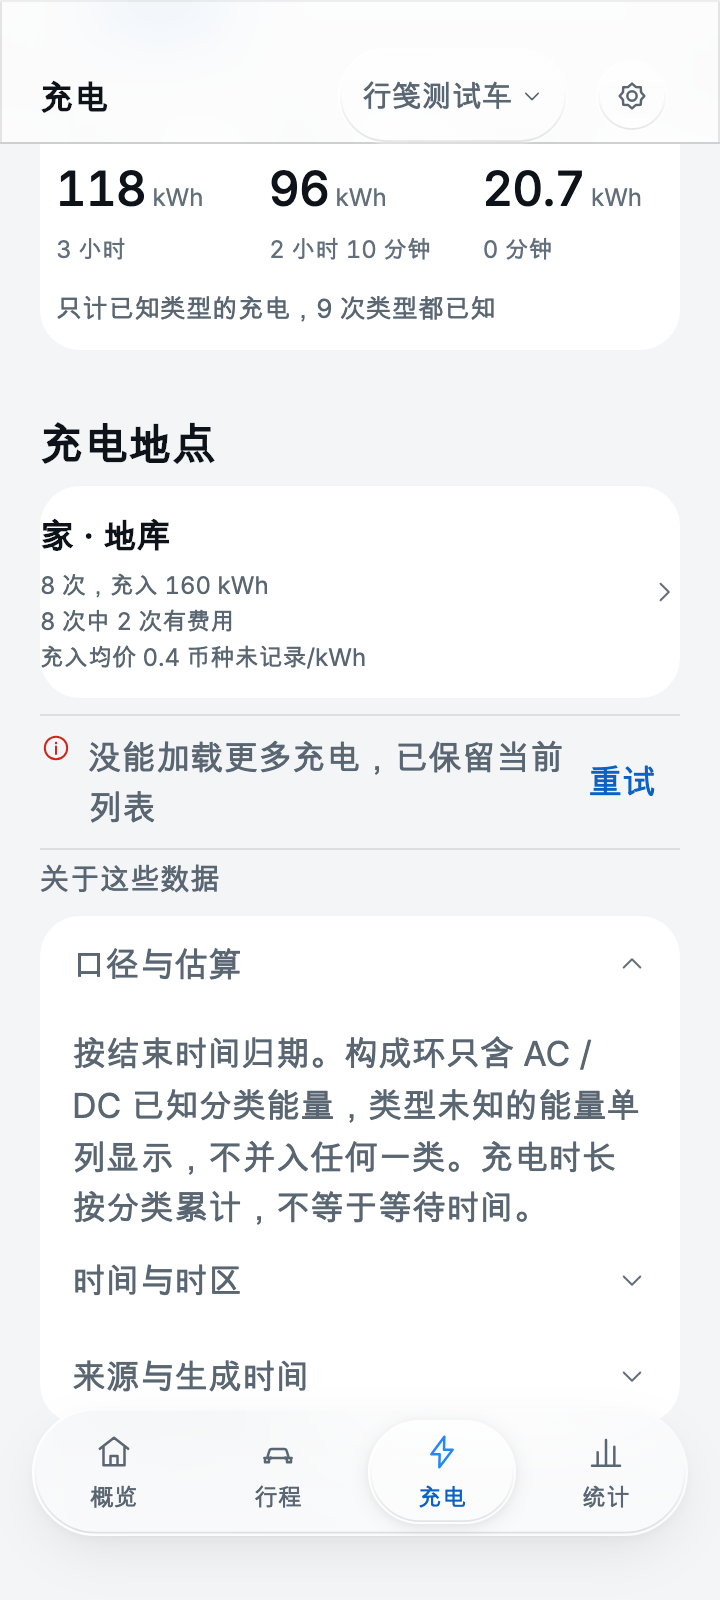 充电
行笺测试车
118 kWh
96 kWh
20.7 kWh
3 小时
2 小时 10 分钟
0 分钟
只计已知类型的充电，9 次类型都已知
充电地点
家 · 地库
8 次，充入 160 kWh
8 次中 2 次有费用
充入均价 0.4 币种未记录/kWh
没能加载更多充电，已保留当前
列表
重试
关于这些数据
口径与估算
按结束时间归期。构成环只含 AC /
DC 已知分类能量，类型未知的能量单
列显示，不并入任何一类。充电时长
按分类累计，不等于等待时间。
时间与时区
来源与生成时间
概览
行程
充电
统计